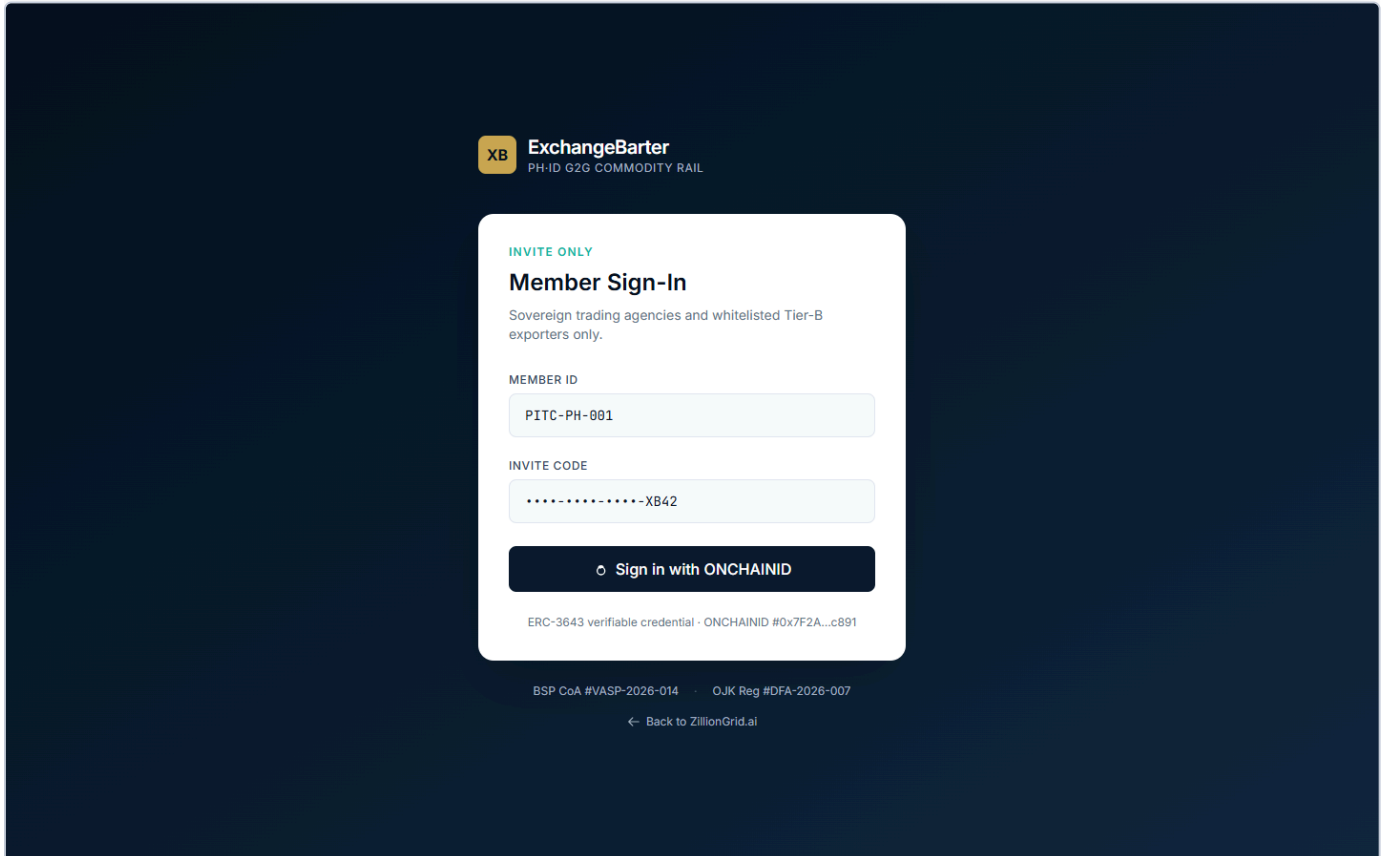 XB
ExchangeBarter
PH·ID G2G COMMODITY RAIL
INVITE ONLY
Member Sign-In
Sovereign trading agencies and whitelisted Tier-B
exporters only.
MEMBER ID
PITC-PH-001
INVITE CODE
••••-••••-••••-XB42
Sign in with ONCHAINID
ERC-3643 verifiable credential · ONCHAINID #0x7F2A…c891
BSP CoA #VASP-2026-014 · OJK Reg #DFA-2026-007
← Back to ZillionGrid.ai